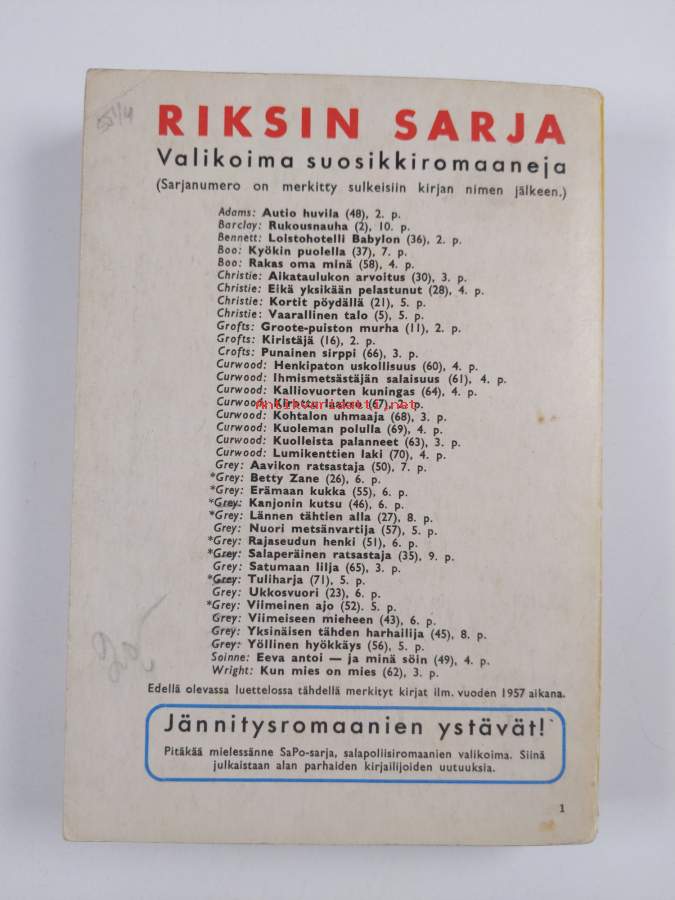 55/14
RIKSIN SARJA
Valikoima suosikkiromaaneja
(Sarjanumero on merkitty sulkeisiin kirjan nimen jälkeen.)
Adams: Autio huvila (48), 2. p.
Barclay: Rukousnauha (2), 10. p.
Bennett: Loistohotelli Babylon (36), 2. p.
Boo: Kyökin puolella (37), 7. p.
Boo: Rakas oma minä (58), 4. p.
Christie: Aikataulukon arvoitus (30), 3. p.
Christie: Eikä yksikään pelastunut (28), 4. p.
Christie: Kortit pöydällä (21), 5. p.
Christie: Vaarallinen talo (5), 5. p.
Crofts: Groote-puiston murha (11), 2. p.
Crofts: Kiristäjä (16), 2. p.
Crofts: Punainen sirppi (66), 3. p.
Curwood: Henkipaton uskollisuus (60), 4. p.
Curwood: Ihmismetsästäjän salaisuus (61), 4. p.
Curwood: Kalliovuorten kuningas (64), 4. p.
Curwood: Kirottu laakso (67), 2. p.
Antikvariaatti.net
Curwood: Kohtalon uhmaaja (68), 3. p.
Curwood: Kuoleman polulla (69), 4. p.
Curwood: Kuolleista palanneet (63), 3. p.
Curwood: Lumikenttien laki (70), 4. p.
Grey: Aavikon ratsastaja (50), 7. p.
*Grey: Betty Zane (26), 6. p.
*Grey: Erämaan kukka (55), 6. p.
*Grey: Kanjonin kutsu (46), 6. p.
*Grey: Lännen tähtien alla (27), 8. p.
Grey: Nuori metsänvartija (57), 5. p.
*Grey: Rajaseudun henki (51), 6. p.
*Grey: Salaperäinen ratsastaja (35), 9. p.
Grey: Satumaan lilja (65), 3. p.
*Grey: Tuliharja (71), 5. p.
Grey: Ukkosvuori (23), 6. p.
*Grey: Viimeinen ajo (52). 5. p.
Grey: Viimeiseen mieheen (43), 6. p.
Grey: Yksinäisen tähden harhailija (45), 8. p.
Grey: Yöllinen hyökkäys (56), 5. p.
Soinne: Eeva antoi — ja minä söin (49), 4. p.
Wright: Kun mies on mies (62), 3. p.
Edellä olevassa luettelossa tähdellä merkityt kirjat ilm. vuoden 1957 aikana.
Jännitysromaanien ystävät!
Pitäkää mielessänne SaPo-sarja, salapoliisiromaanien valikoima. Siinä
julkaistaan alan parhaiden kirjailijoiden uutuuksia.
1